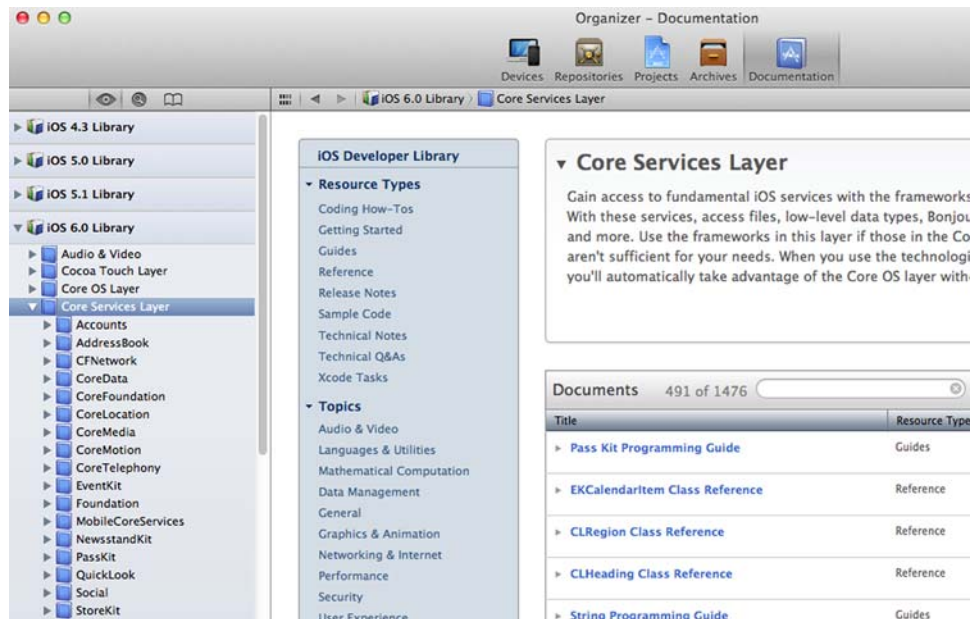 Organizer – Documentation
Devices Repositories Projects Archives Documentation
iOS 6.0 Library Core Services Layer
iOS 4.3 Library
iOS 5.0 Library
iOS 5.1 Library
iOS 6.0 Library
Audio & Video
Cocoa Touch Layer
Core OS Layer
Core Services Layer
Accounts
AddressBook
CFNetwork
CoreData
CoreFoundation
CoreLocation
CoreMedia
CoreMotion
CoreTelephony
EventKit
Foundation
MobileCoreServices
NewsstandKit
PassKit
QuickLook
Social
StoreKit
iOS Developer Library
Resource Types
Coding How-Tos
Getting Started
Guides
Reference
Release Notes
Sample Code
Technical Notes
Technical Q&As
Xcode Tasks
Topics
Audio & Video
Languages & Utilities
Mathematical Computation
Data Management
General
Graphics & Animation
Networking & Internet
Performance
Security
User Experience
Core Services Layer
Gain access to fundamental iOS services with the frameworks
With these services, access files, low-level data types, Bonjou
and more. Use the frameworks in this layer if those in the Co
aren't sufficient for your needs. When you use the technologi
you'll automatically take advantage of the Core OS layer with
Documents 491 of 1476
Title Resource Type
Pass Kit Programming Guide Guides
EKCalendarItem Class Reference Reference
CLRegion Class Reference Reference
CLHeading Class Reference Reference
String Programming Guide Guides